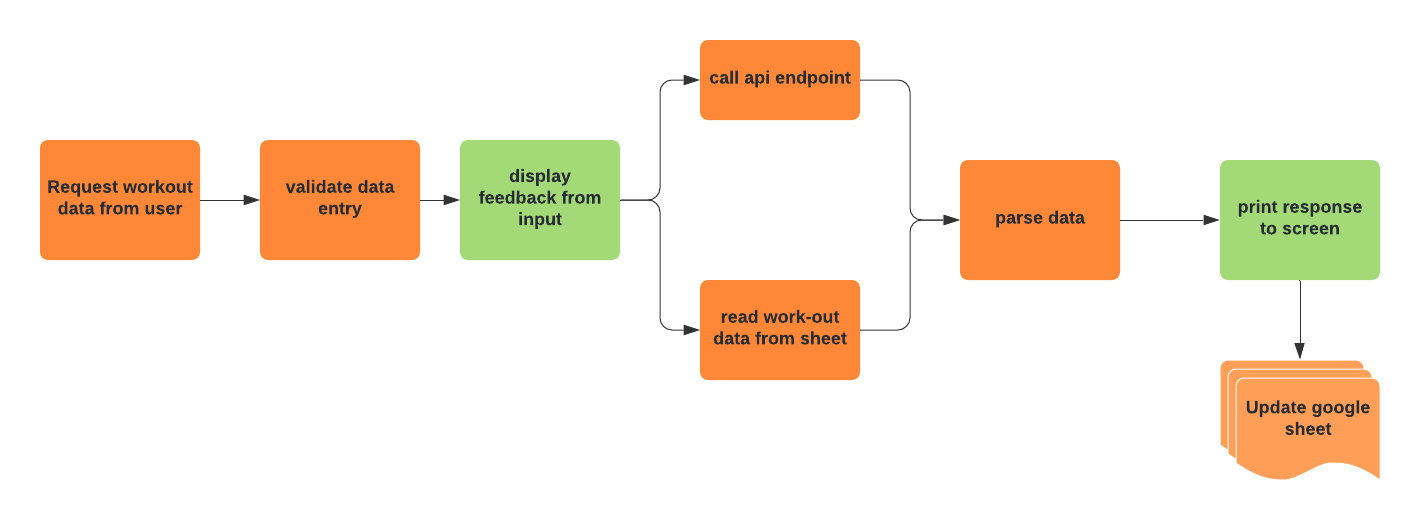 Request workout
data from user
validate data
entry
display
feedback from
input
call api endpoint
read work-out
data from sheet
parse data
print response
to screen
Update google
sheet